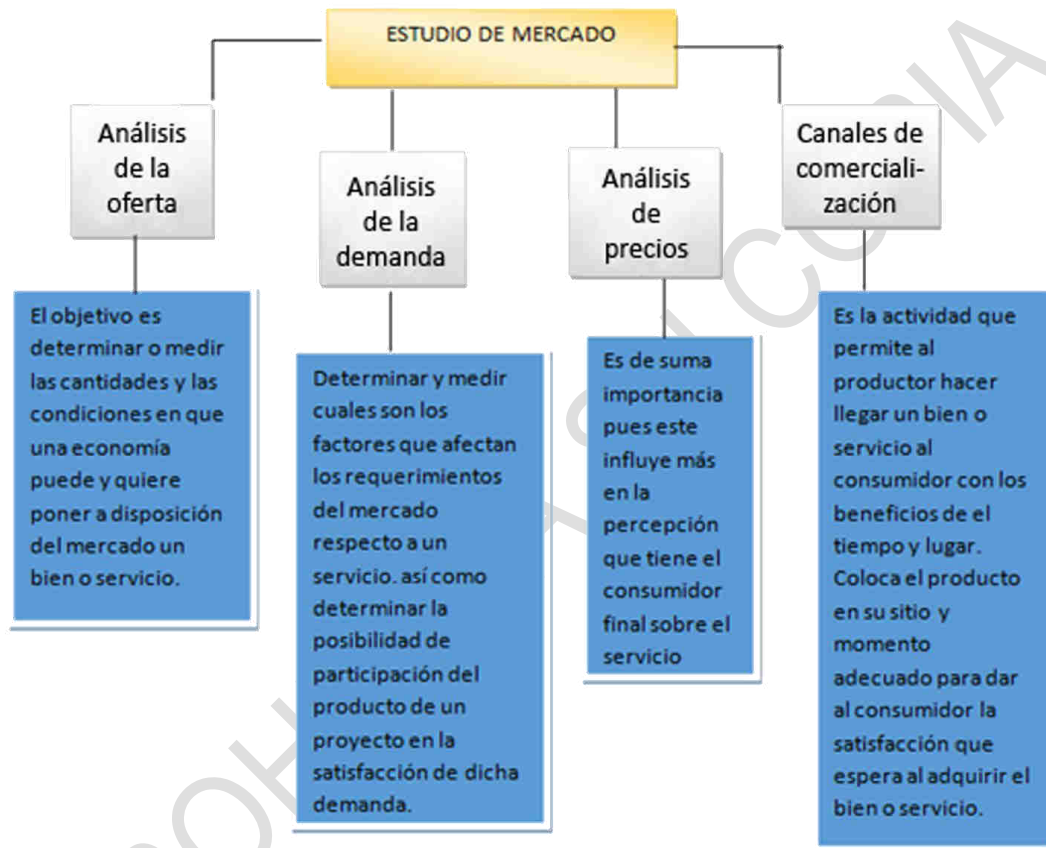 ESTUDIO DE MERCADO
Análisis
de la
oferta
El objetivo es
determinar o medir
las cantidades y las
condiciones en que
una economía
puede y quiere
poner a disposición
del mercado un
bien o servicio.
Análisis
de la
demanda
Determinar y medir
cuales son los
factores que afectan
los requerimientos
del mercado
respecto a un
servicio. así como
determinar la
posibilidad de
participación del
producto de un
proyecto en la
satisfacción de dicha
demanda.
Análisis
de
precios
Es de suma
importancia
pues este
influye más
en la
percepción
que tiene el
consumidor
final sobre el
servicio
Canales de
comerciali-
zación
Es la actividad que
permite al
productor hacer
llegar un bien o
servicio al
consumidor con los
beneficios de el
tiempo y lugar.
Coloca el producto
en su sitio y
momento
adecuado para dar
al consumidor la
satisfacción que
espera al adquirir el
bien o servicio.